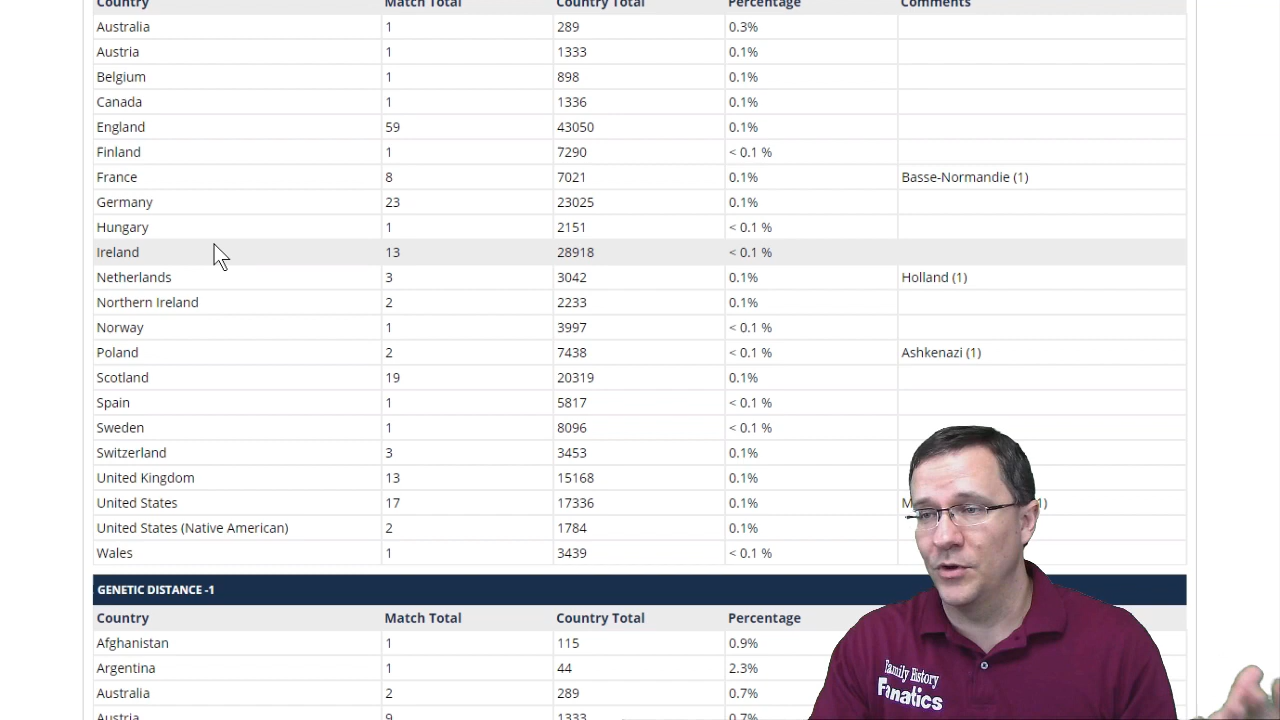 Country Match Total Country Total Percentage Comments
Australia 1 289 0.3%
Austria 1 1333 0.1%
Belgium 1 898 0.1%
Canada 1 1336 0.1%
England 59 43050 0.1%
Finland 1 7290 < 0.1 %
France 8 7021 0.1% Basse-Normandie (1)
Germany 23 23025 0.1%
Hungary 1 2151 < 0.1 %
Ireland 13 28918 < 0.1 %
Netherlands 3 3042 0.1% Holland (1)
Northern Ireland 2 2233 0.1%
Norway 1 3997 < 0.1 %
Poland 2 7438 < 0.1 % Ashkenazi (1)
Scotland 19 20319 0.1%
Spain 1 5817 < 0.1 %
Sweden 1 8096 < 0.1 %
Switzerland 3 3453 0.1%
United Kingdom 13 15168 0.1%
United States 17 17336 0.1%
United States (Native American) 2 1784 0.1%
Wales 1 3439 < 0.1 %
GENETIC DISTANCE -1
Country Match Total Country Total Percentage
Afghanistan 1 115 0.9%
Argentina 1 44 2.3%
Australia 2 289 0.7%
Austria 9 1333 0.7%
Family History
Fanatics